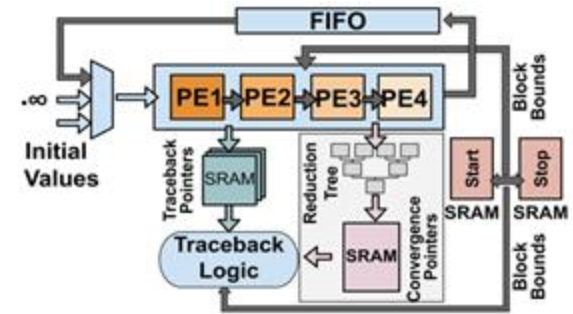 FIFO
.∞
Initial
Values
PE1
PE2
PE3
PE4
Block
Bounds
Traceback
Pointers
SRAM
Reduction
Tree
SRAM
Convergence
Pointers
Start
SRAM
Stop
SRAM
Traceback
Logic
Block
Bounds